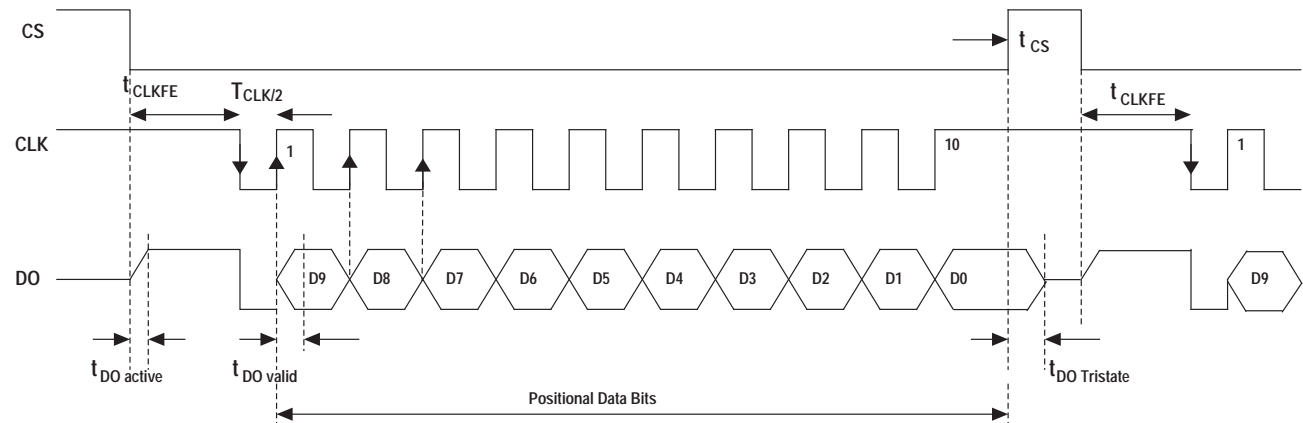 CS
t CS
t CLKFE
T CLK/2
t CLKFE
CLK
1
10
1
DO
D9
D8
D7
D6
D5
D4
D3
D2
D1
D0
D9
t DO active
t DO valid
t DO Tristate
Positional Data Bits